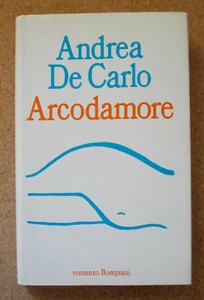 Andrea
De Carlo
Arcodamore
romanzo Bompiani